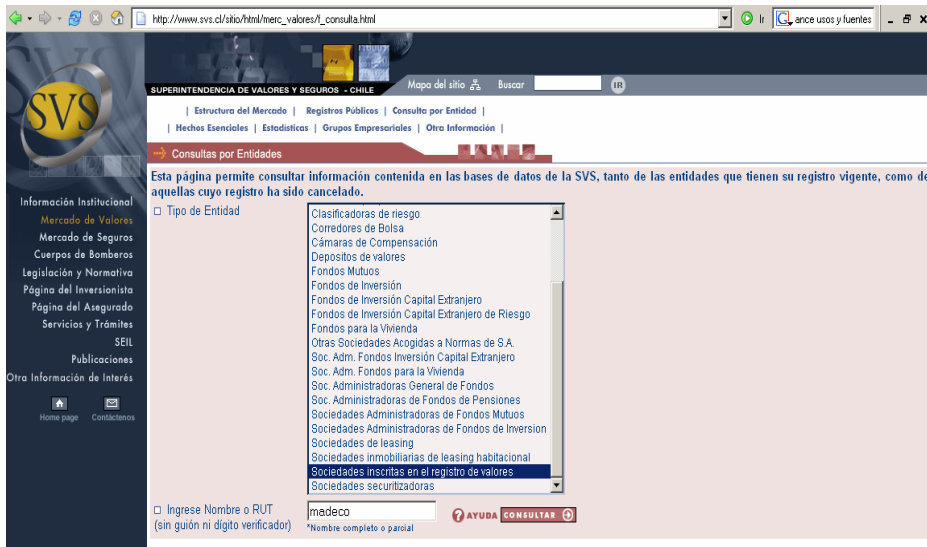 http://www.svs.cl/sitio/html/merc_valores/f_consulta.html
Ir
G ance usos y fuentes
SVS
SUPERINTENDENCIA DE VALORES Y SEGUROS - CHILE
Mapa del sitio
Buscar
IR
| Estructura del Mercado | Registros Públicos | Consulta por Entidad |
| Hechos Esenciales | Estadísticas | Grupos Empresariales | Otra Información |
Consultas por Entidades
Esta página permite consultar información contenida en las bases de datos de la SVS, tanto de las entidades que tienen su registro vigente, como de
aquellas cuyo registro ha sido cancelado.
Información Institucional
Mercado de Valores
Mercado de Seguros
Cuerpos de Bomberos
Legislación y Normativa
Página del Inversionista
Página del Asegurado
Servicios y Trámites
SEIL
Publicaciones
Otra Información de Interés
Home page
Contáctenos
Tipo de Entidad
Clasificadoras de riesgo
Corredores de Bolsa
Cámaras de Compensación
Depositos de valores
Fondos Mutuos
Fondos de Inversión
Fondos de Inversión Capital Extranjero
Fondos de Inversión Capital Extranjero de Riesgo
Fondos para la Vivienda
Otras Sociedades Acogidas a Normas de S.A.
Soc. Adm. Fondos Inversión Capital Extranjero
Soc. Adm. Fondos para la Vivienda
Soc. Administradoras General de Fondos
Soc. Administradoras de Fondos de Pensiones
Sociedades Administradoras de Fondos Mutuos
Sociedades Administradoras de Fondos de Inversion
Sociedades de leasing
Sociedades inmobiliarias de leasing habitacional
Sociedades inscritas en el registro de valores
Sociedades securitizadoras
Ingrese Nombre o RUT
(sin guión ni dígito verificador)
madeco
*Nombre completo o parcial
AYUDA
CONSULTAR